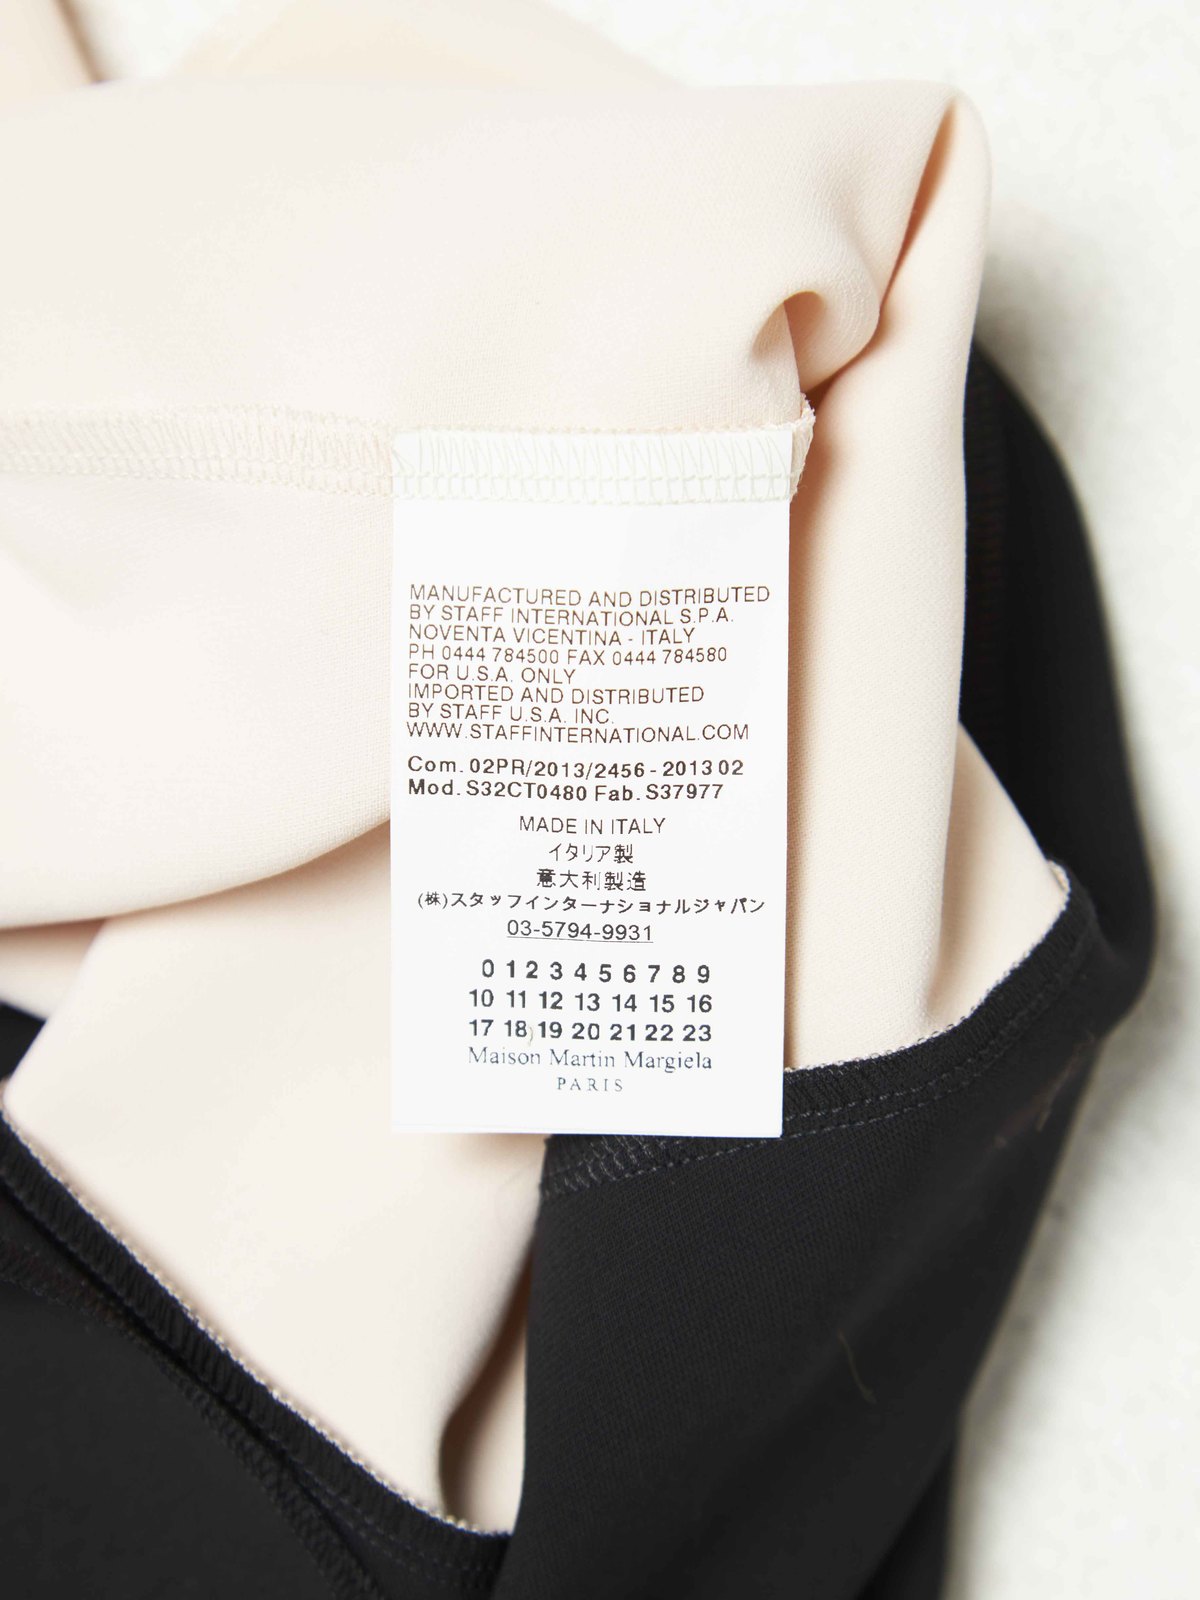 MANUFACTURED AND DISTRIBUTED
BY STAFF INTERNATIONAL S.P.A.
NOVENTA VICENTINA - ITALY
PH 0444 784500 FAX 0444 784580
FOR U.S.A. ONLY
IMPORTED AND DISTRIBUTED
BY STAFF U.S.A. INC.
WWW.STAFFINTERNATIONAL.COM
Com. 02PR/2013/2456 - 2013 02
Mod. S32CT0480 Fab. S37977
MADE IN ITALY
イタリア製
意大利製造
(株)スタッフインターナショナルジャパン
03-5794-9931
0 1 2 3 4 5 6 7 8 9
10 11 12 13 14 15 16
17 18 19 20 21 22 23
Maison Martin Margiela
PARIS